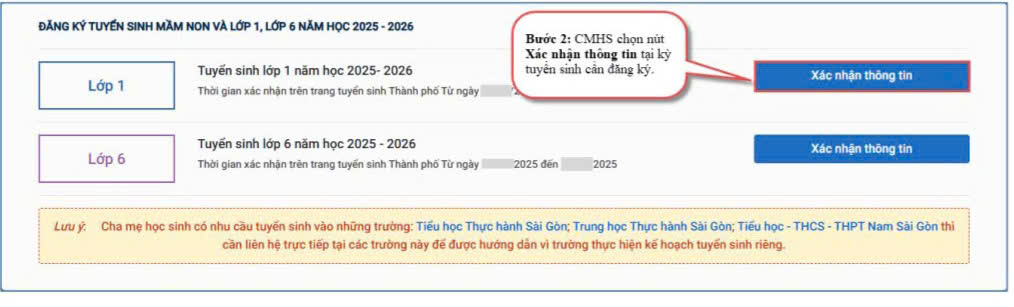 ĐĂNG KÝ TUYỂN SINH MẦM NON VÀ LỚP 1, LỚP 6 NĂM HỌC 2025 - 2026
Bước 2: CMHS chọn nút
Xác nhận thông tin tại kỳ
tuyển sinh cần đăng ký.
Lớp 1
Tuyển sinh lớp 1 năm học 2025- 2026
Thời gian xác nhận trên trang tuyển sinh Thành phố Từ ngày
Xác nhận thông tin
Lớp 6
Tuyển sinh lớp 6 năm học 2025 - 2026
Thời gian xác nhận trên trang tuyển sinh Thành phố Từ ngày 2025 đến 2025
Xác nhận thông tin
Lưu ý: Cha mẹ học sinh có nhu cầu tuyển sinh vào những trường: Tiểu học Thực hành Sài Gòn; Trung học Thực hành Sài Gòn; Tiểu học - THCS - THPT Nam Sài Gòn thì
cần liên hệ trực tiếp tại các trường này để được hướng dẫn vì trường thực hiện kế hoạch tuyển sinh riêng.